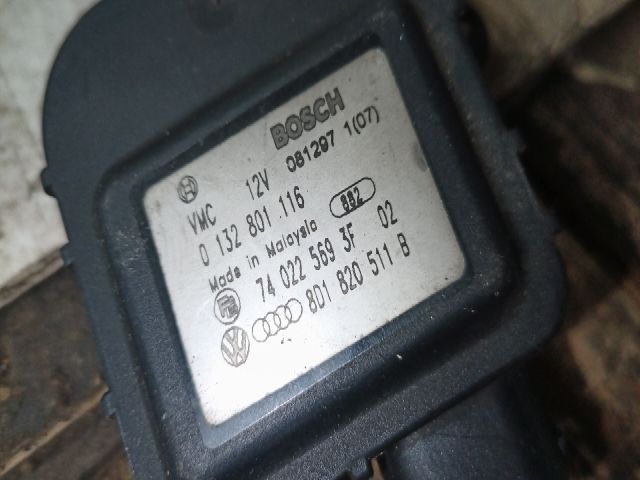 BOSCH
12V 081297 1(07)
VMC
0 132 801 116
Made in Malaysia 882
74 022 569 3F 02
8D1 820 511 B